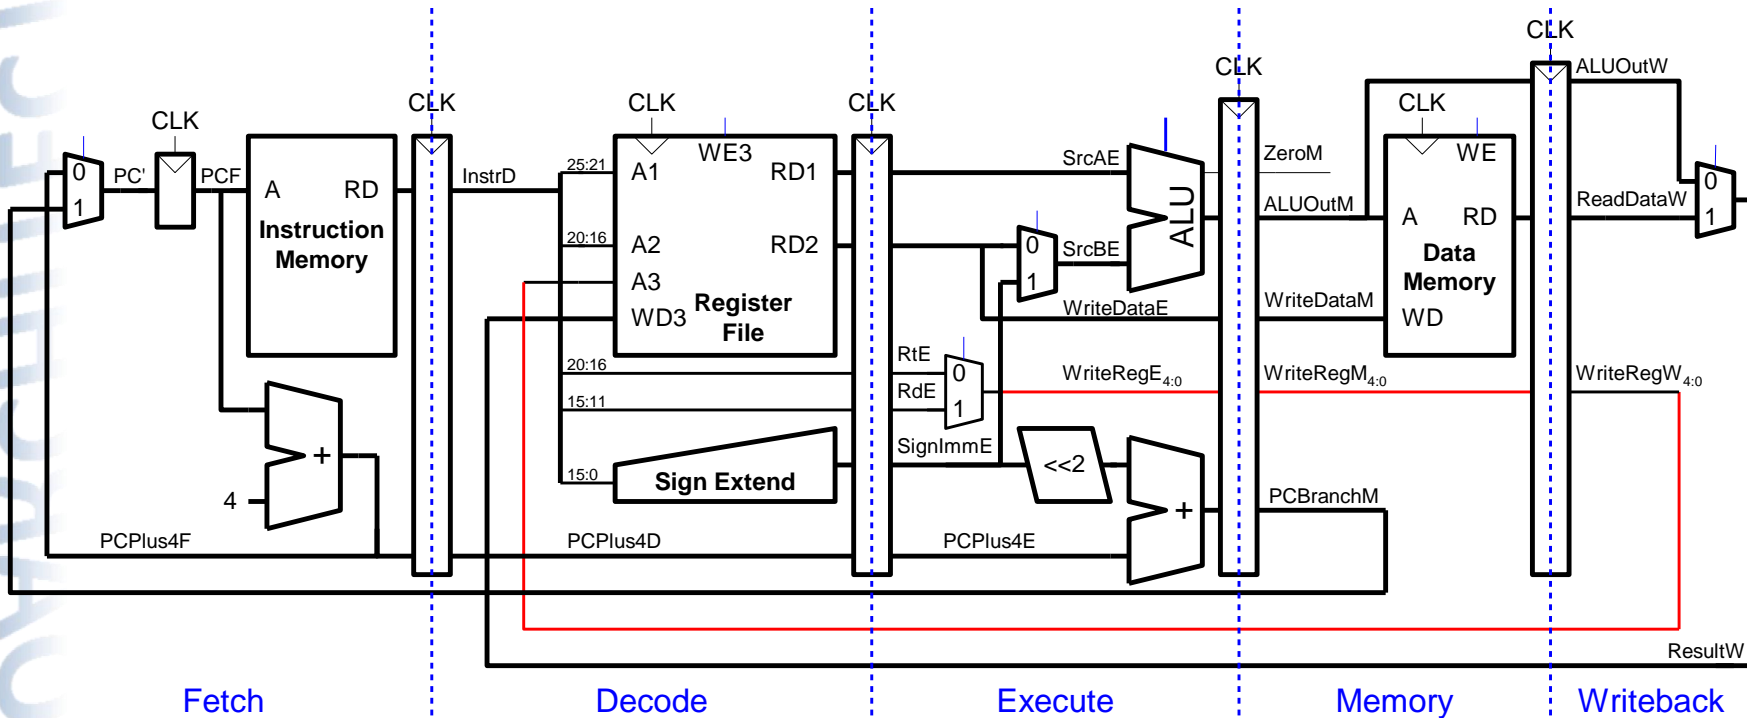 CLK
CLK
CLK
CLK
CLK
CLK
CLK
ALUOutW
0
1
PC'
PCF
A
RD
Instruction
Memory
InstrD
25:21
20:16
A1
A2
A3
WD3
WE3
RD1
RD2
Register
File
20:16
15:11
15:0
Sign Extend
SrcAE
0
1
SrcBE
ALU
WriteDataE
RtE
RdE
0
1
SignImmE
<<2
+
WriteRegE4:0
ZeroM
ALUOutM
WriteDataM
WriteRegM4:0
PCBranchM
A
RD
WE
Data
Memory
WD
ReadDataW
0
1
WriteRegW4:0
4
+
PCPlus4F
PCPlus4D
PCPlus4E
ResultW
Fetch
Decode
Execute
Memory
Writeback